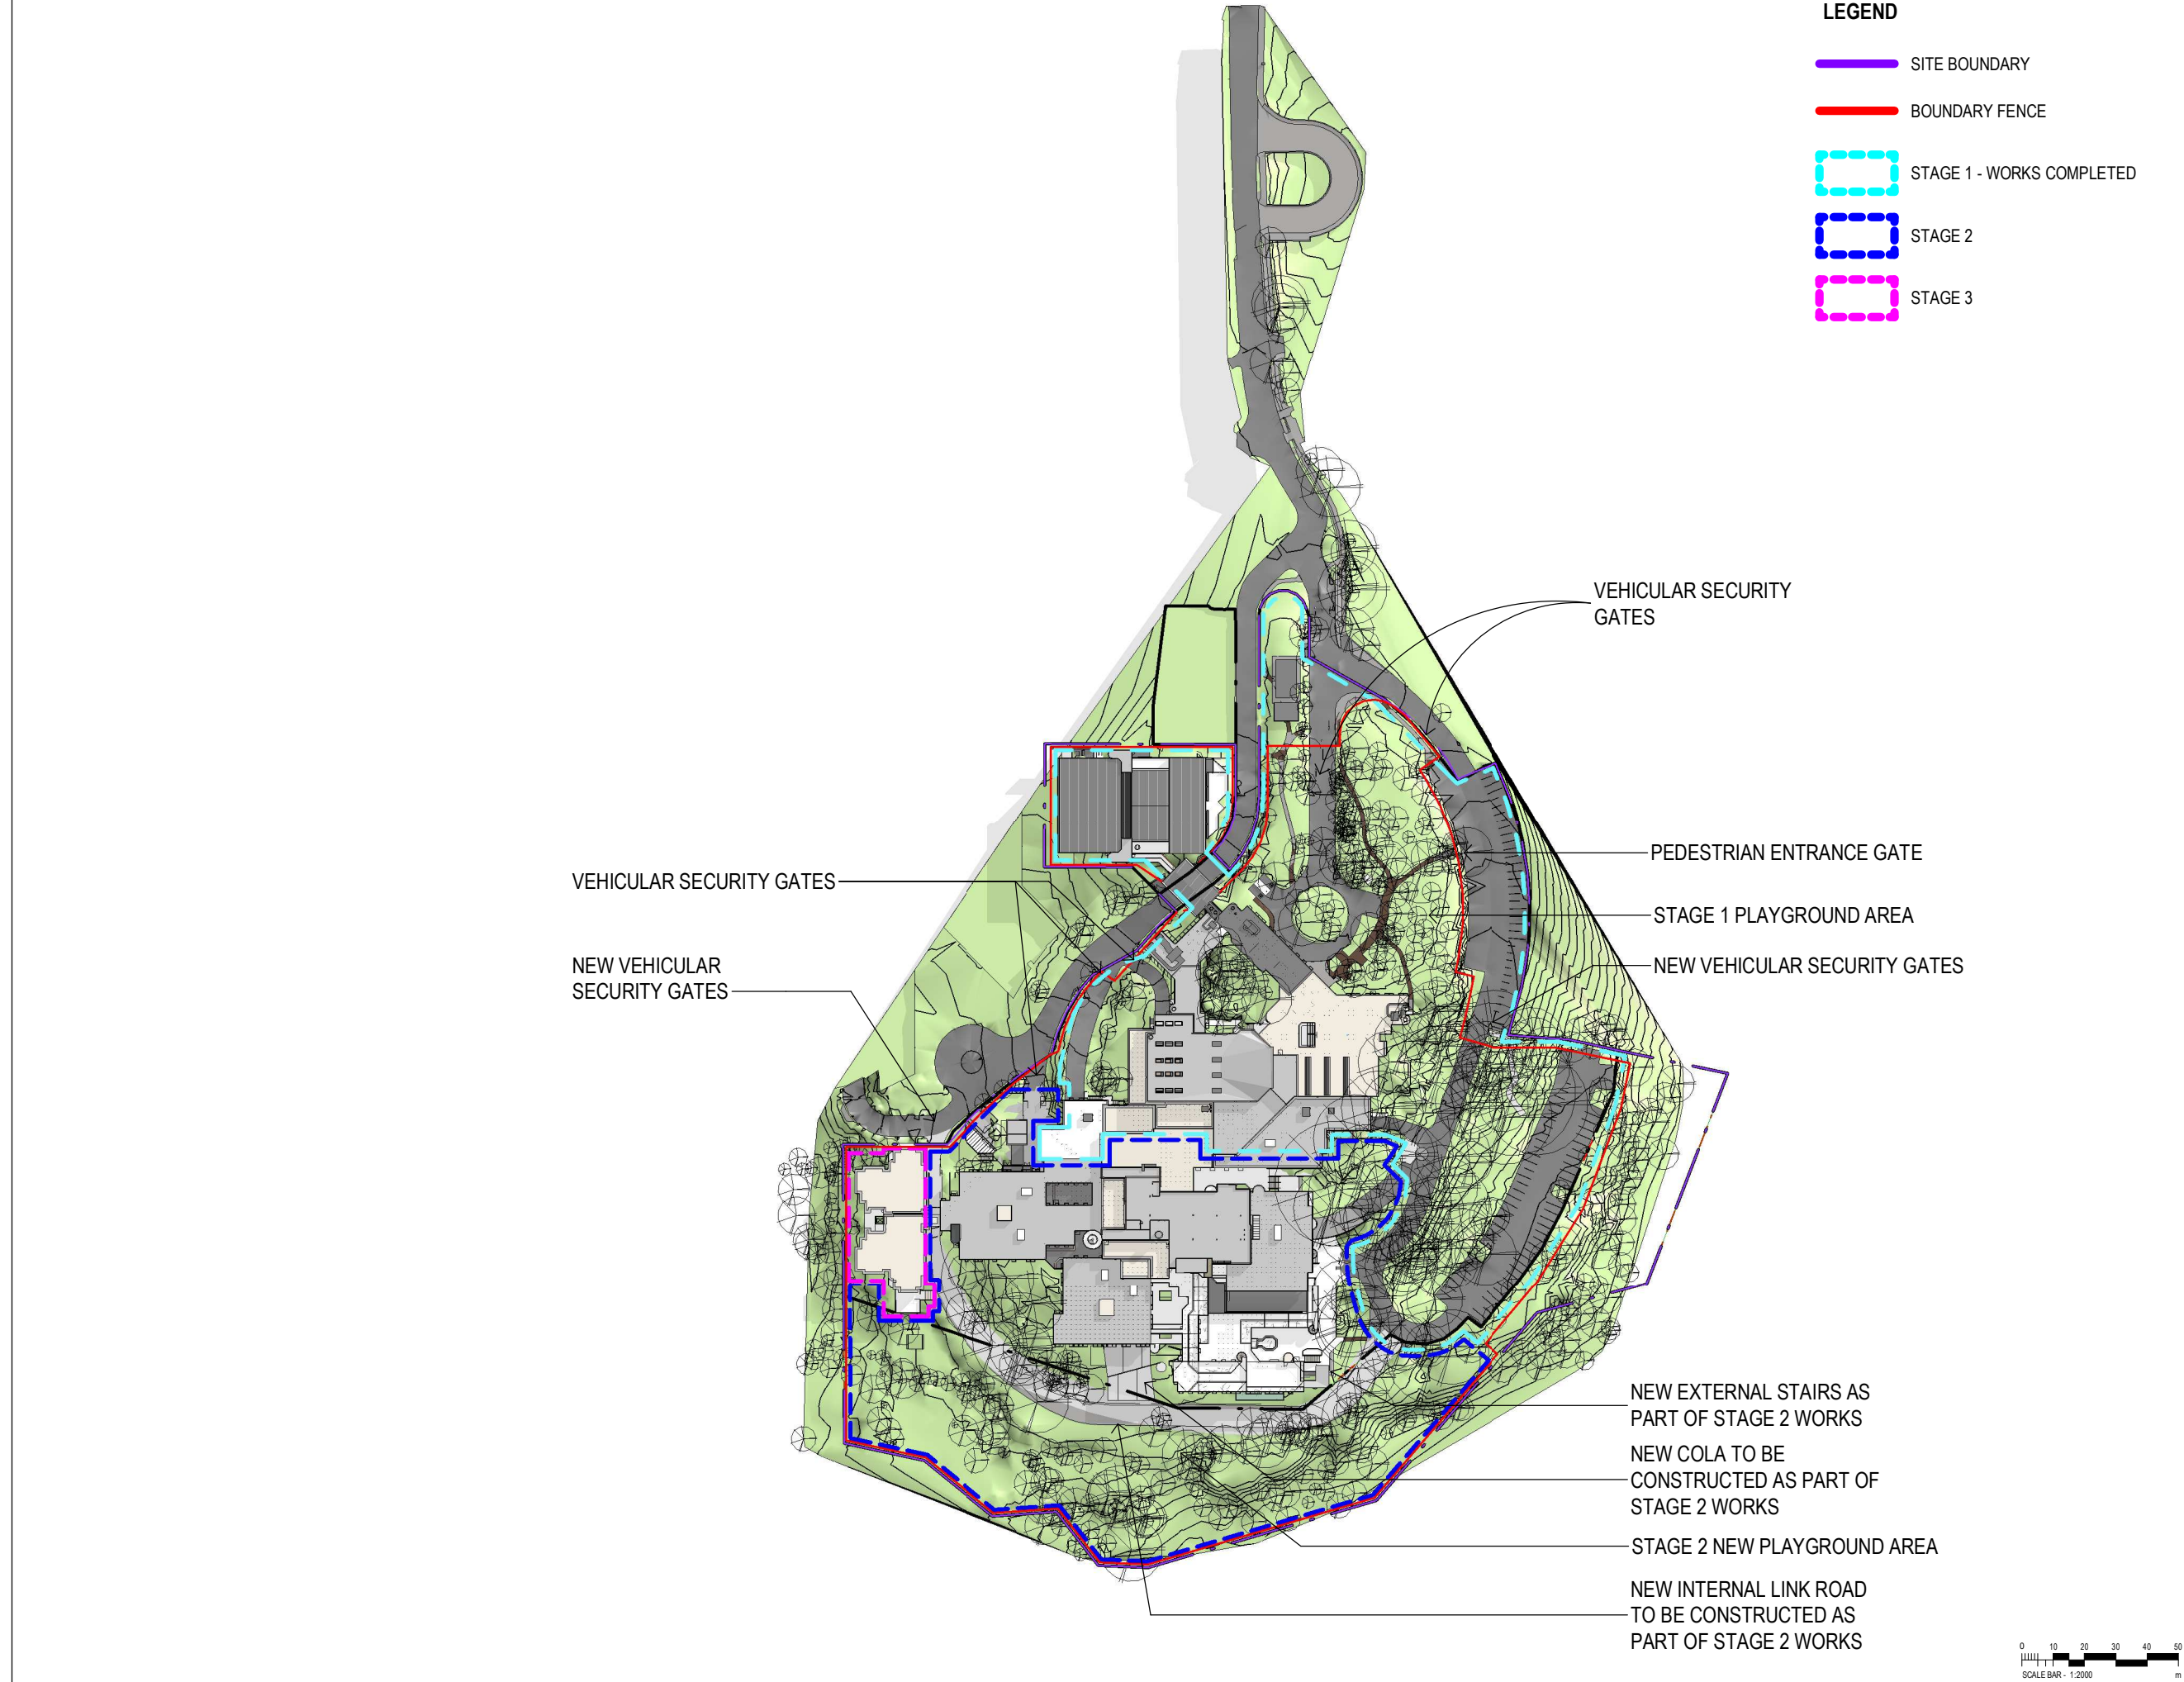 LEGEND
SITE BOUNDARY
BOUNDARY FENCE
STAGE 1 - WORKS COMPLETED
STAGE 2
STAGE 3
VEHICULAR SECURITY
GATES
PEDESTRIAN ENTRANCE GATE
STAGE 1 PLAYGROUND AREA
NEW VEHICULAR SECURITY GATES
VEHICULAR SECURITY GATES
NEW VEHICULAR
SECURITY GATES
NEW EXTERNAL STAIRS AS
PART OF STAGE 2 WORKS
NEW COLA TO BE
CONSTRUCTED AS PART OF
STAGE 2 WORKS
STAGE 2 NEW PLAYGROUND AREA
NEW INTERNAL LINK ROAD
TO BE CONSTRUCTED AS
PART OF STAGE 2 WORKS
0 10 20 30 40 50
SCALE BAR - 1:2000 m